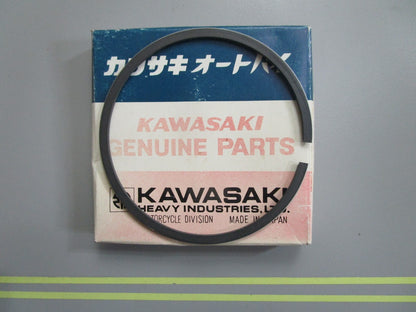 カワサキ オートバイ
KAWASAKI
GENUINE PARTS
KAWASAKI
HEAVY INDUSTRIES, LTD.
MOTORCYCLE DIVISION MADE IN JAPAN